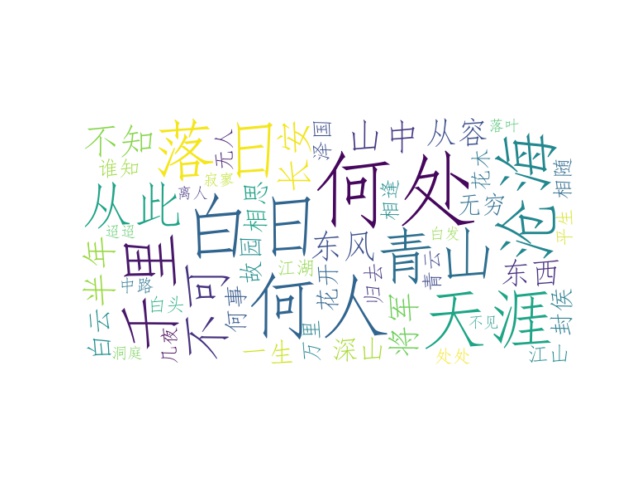 不知
落日
无人
长安
泽国
山中
从容
落叶
谁知
寂寥
何处
花木
沧海
相随
从此
离人
相思
相逢
无穷
平生
迢迢
白日
故园
东风
青山
白发
半年
千里
不可
江湖
花开
归去
青云
东西
白云
中路
白头
何事
何人
将军
天涯
不见
封侯
洞庭
几夜
一生
万里
深山
处处
江山